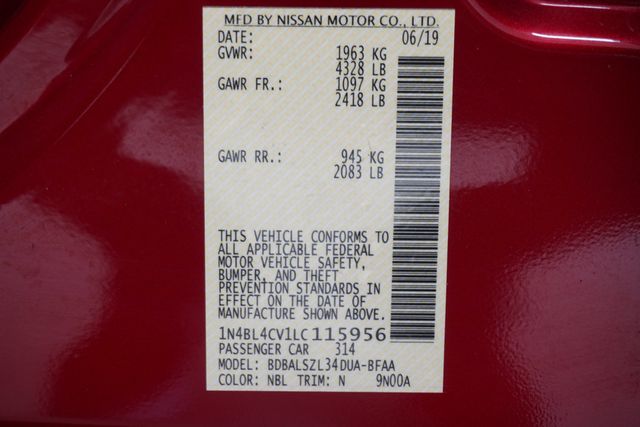 MFD BY NISSAN MOTOR CO., LTD.
DATE: 06/19
GVWR: 1963 KG
4328 LB
GAWR FR.: 1097 KG
2418 LB
GAWR RR.: 945 KG
2083 LB
THIS VEHICLE CONFORMS TO
ALL APPLICABLE FEDERAL
MOTOR VEHICLE SAFETY,
BUMPER, AND THEFT
PREVENTION STANDARDS IN
EFFECT ON THE DATE OF
MANUFACTURE SHOWN ABOVE.
1N4BL4CV1LC115956
PASSENGER CAR 314
MODEL: BDBALSZL34DUA-BFAA
COLOR: NBL TRIM: N 9N00A